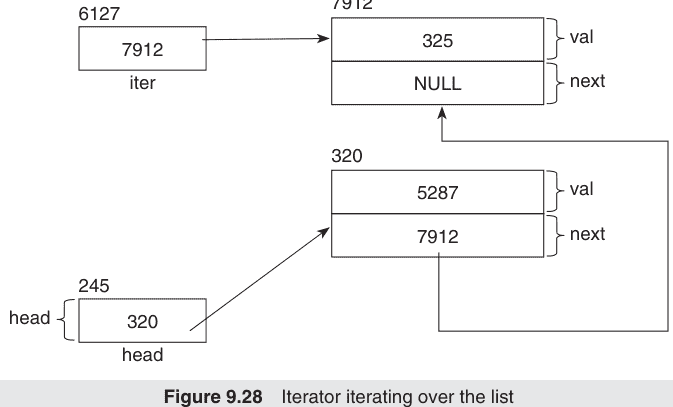 6127
7912
iter
7912
325
val
NULL
next
320
5287
val
7912
next
245
head
320
head
Figure 9.28 Iterator iterating over the list